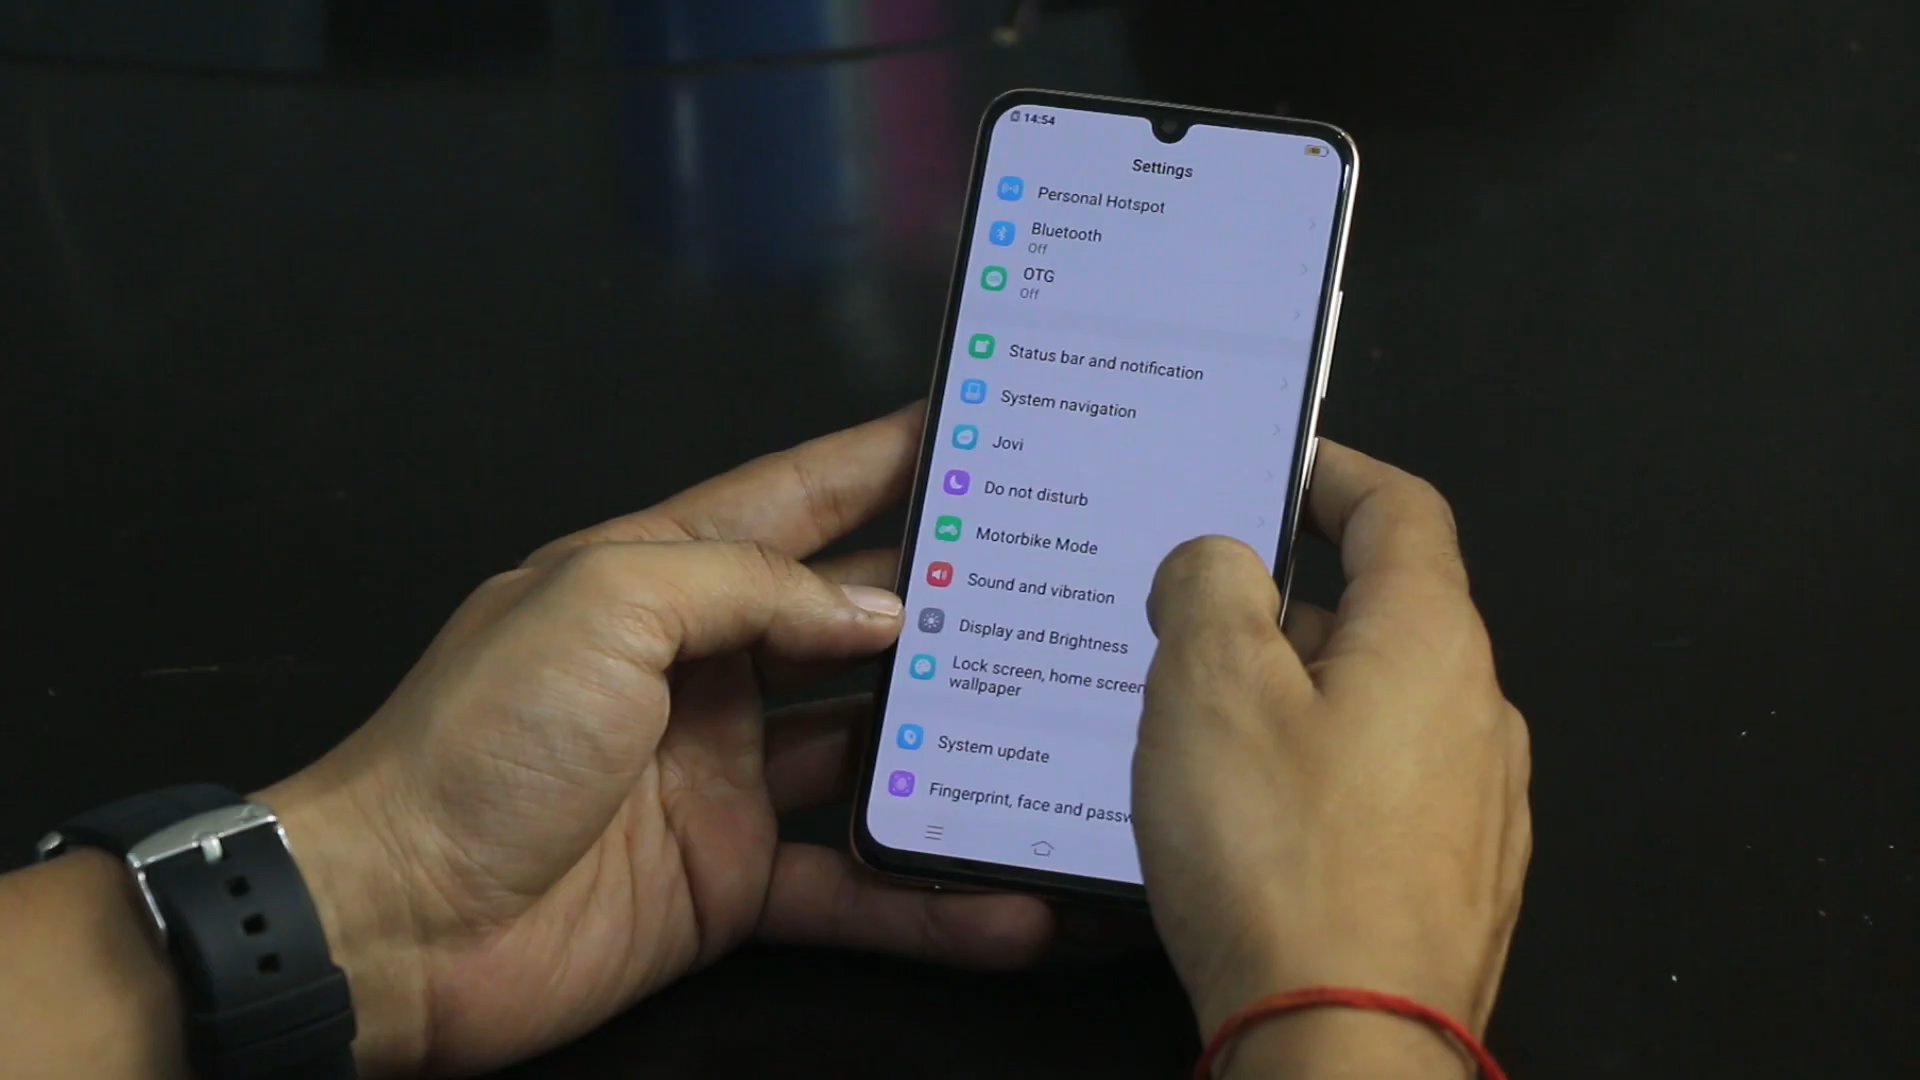 14:54
Settings
Personal Hotspot
Bluetooth
Off
OTG
Off
Status bar and notification
System navigation
Jovi
Do not disturb
Motorbike Mode
Sound and vibration
Display and Brightness
Lock screen, home screen
wallpaper
System update
Fingerprint, face and passw